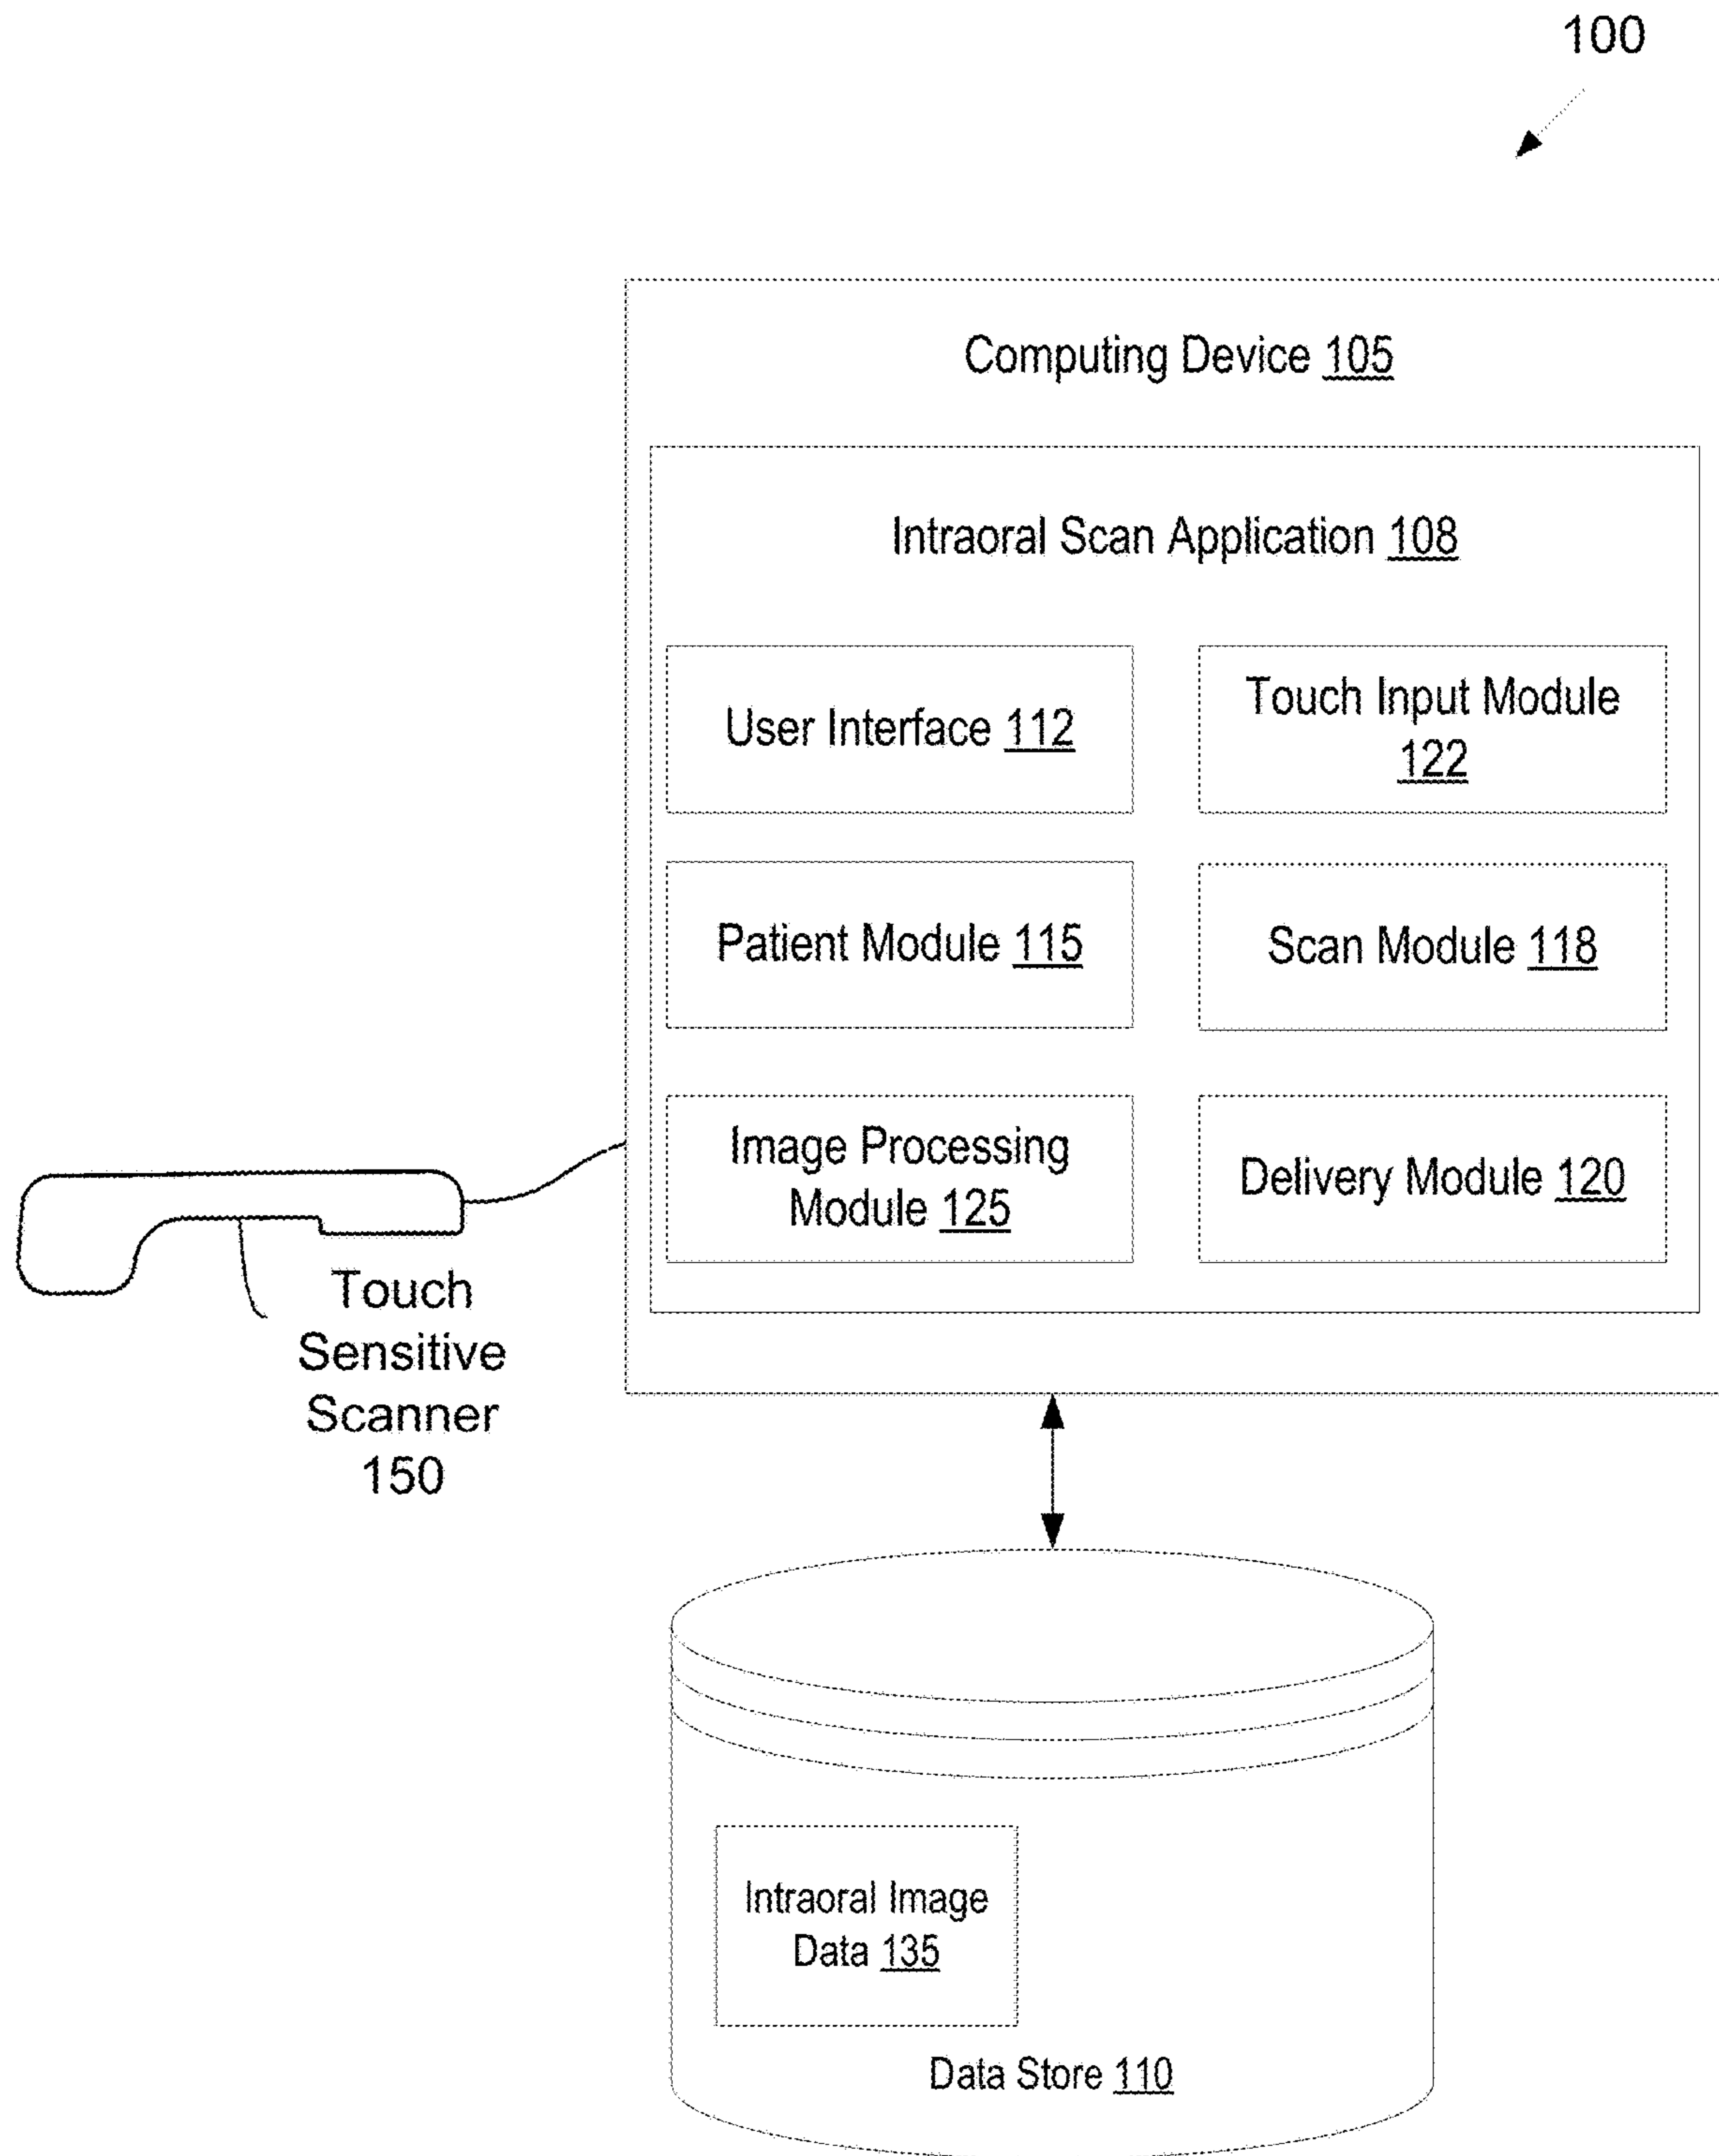 100
Computing Device 105
Intraoral Scan Application 108
User Interface 112
Touch Input Module
122
Patient Module 115
Scan Module 118
Image Processing
Module 125
Delivery Module 120
Touch
Sensitive
Scanner
150
Intraoral Image
Data 135
Data Store 110